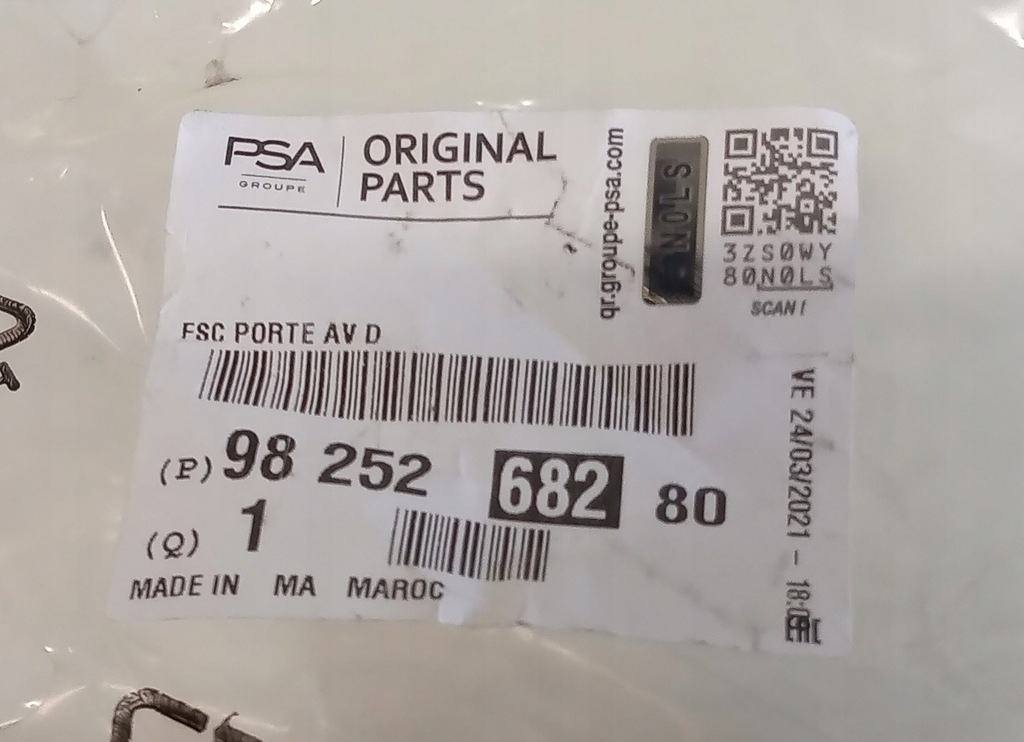 PSA
GROUPE
ORIGINAL
PARTS
qr.groupe-psa.com
N0LS
3ZS0WY
80N0LS
SCAN !
FSC PORTE AV D
(P) 98 252 682 80
(Q) 1
MADE IN MA MAROC
VE 24/03/2021 -